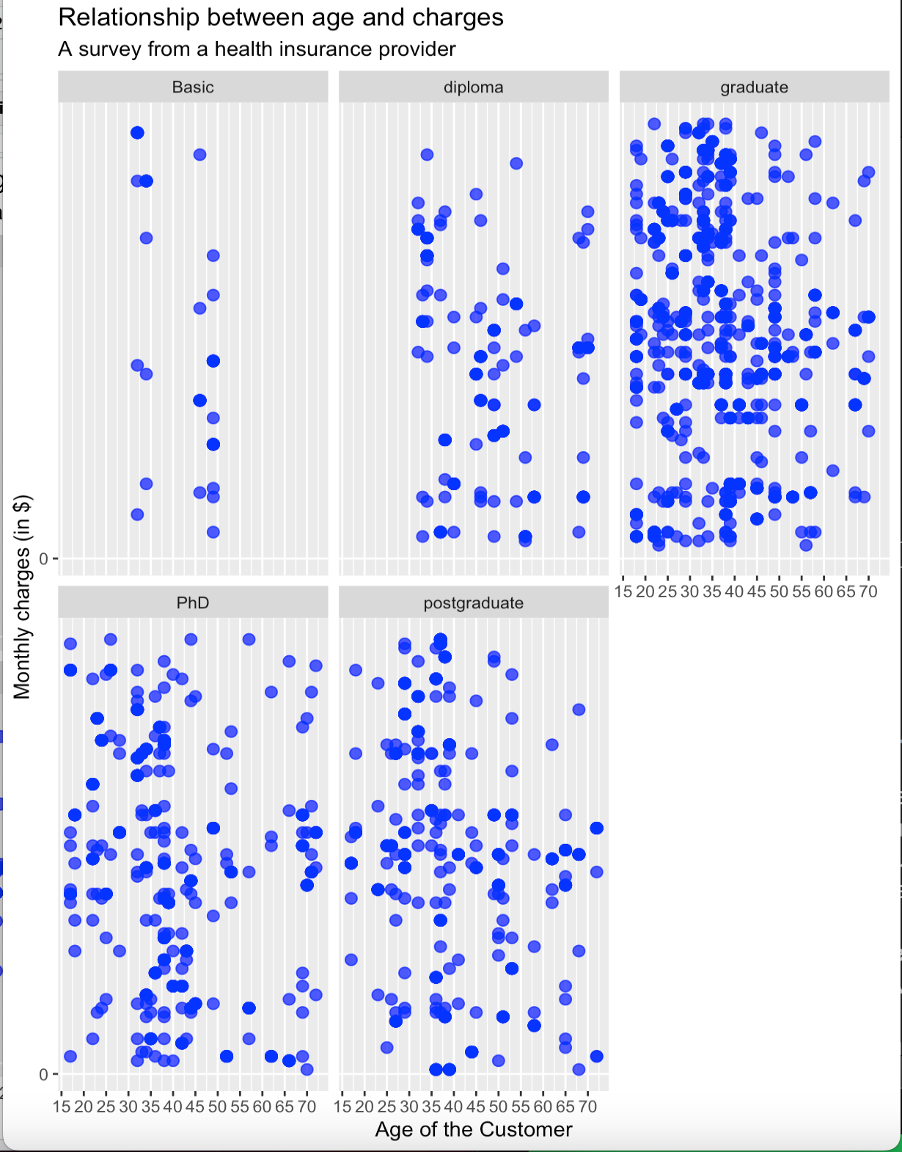 Relationship between age and charges
A survey from a health insurance provider
Basic
diploma
graduate
Monthly charges (in $)
0
15 20 25 30 35 40 45 50 55 60 65 70
PhD
postgraduate
0
15 20 25 30 35 40 45 50 55 60 65 70
15 20 25 30 35 40 45 50 55 60 65 70
Age of the Customer